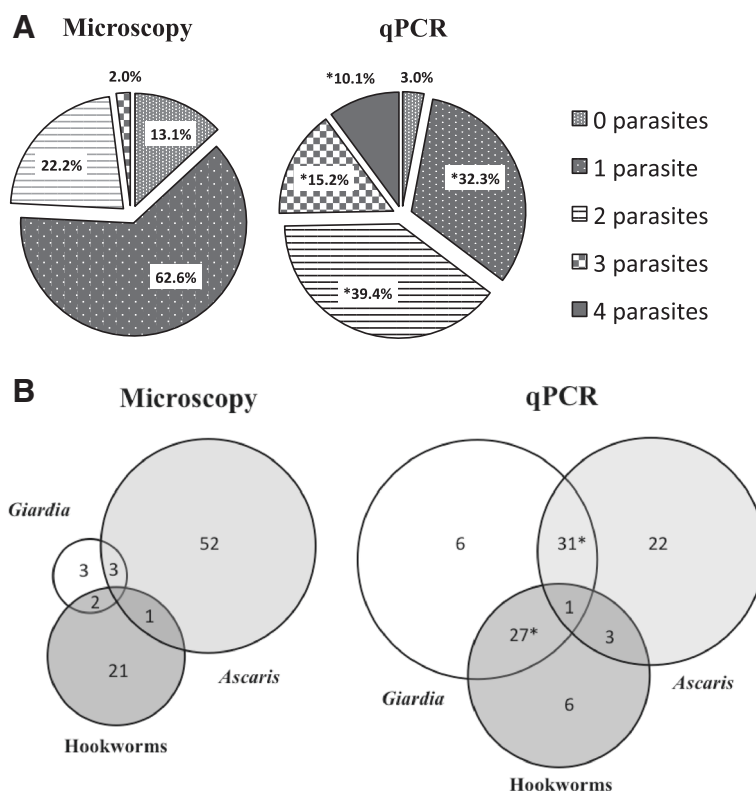 A
Microscopy
qPCR
2.0%
13.1%
22.2%
62.6%
*10.1%
3.0%
*15.2%
*32.3%
*39.4%
0 parasites
1 parasite
2 parasites
3 parasites
4 parasites
B
Microscopy
qPCR
Giardia
52
3
3
2
1
21
Ascaris
Hookworms
6
31*
22
1
27*
3
6
Giardia
Ascaris
Hookworms